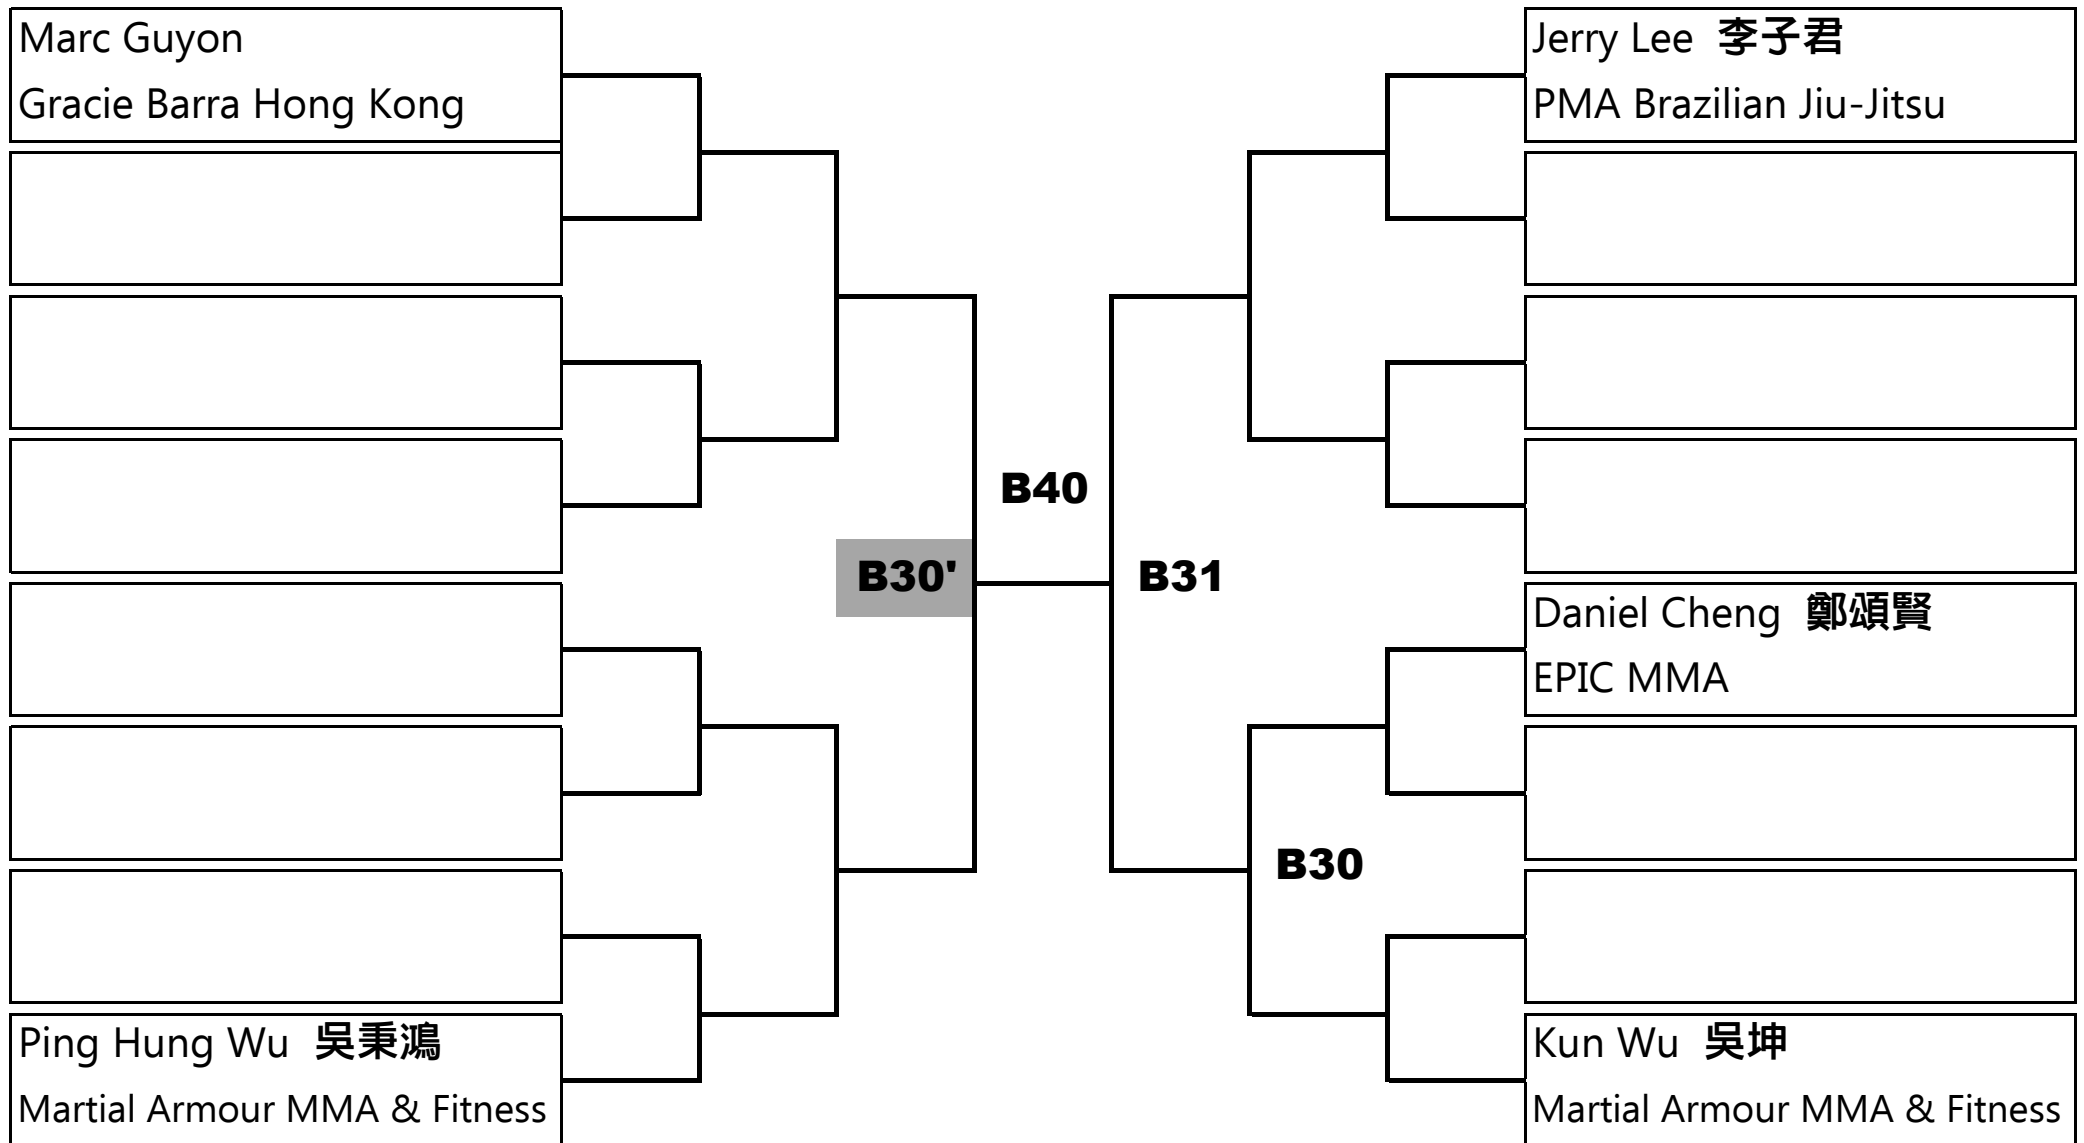 Marc Guyon
Gracie Barra Hong Kong
Ping Hung Wu 吳秉鴻
Martial Armour MMA & Fitness
B30'
B40
B31
B30
Jerry Lee 李子君
PMA Brazilian Jiu-Jitsu
Daniel Cheng 鄭頌賢
EPIC MMA
Kun Wu 吳坤
Martial Armour MMA & Fitness